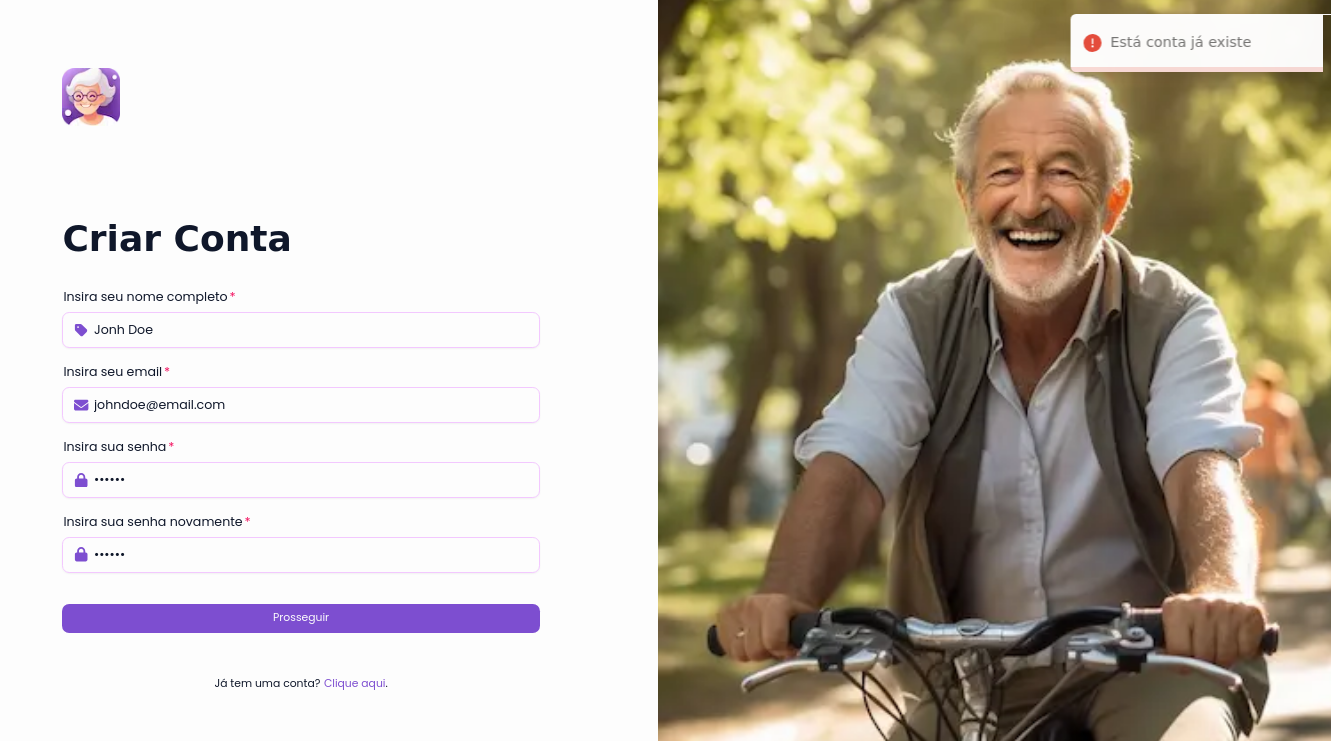 Está conta já existe
Criar Conta
Insira seu nome completo*
Jonh Doe
Insira seu email*
johndoe@email.com
Insira sua senha*
••••••
Insira sua senha novamente*
••••••
Prosseguir
Já tem uma conta? Clique aqui.